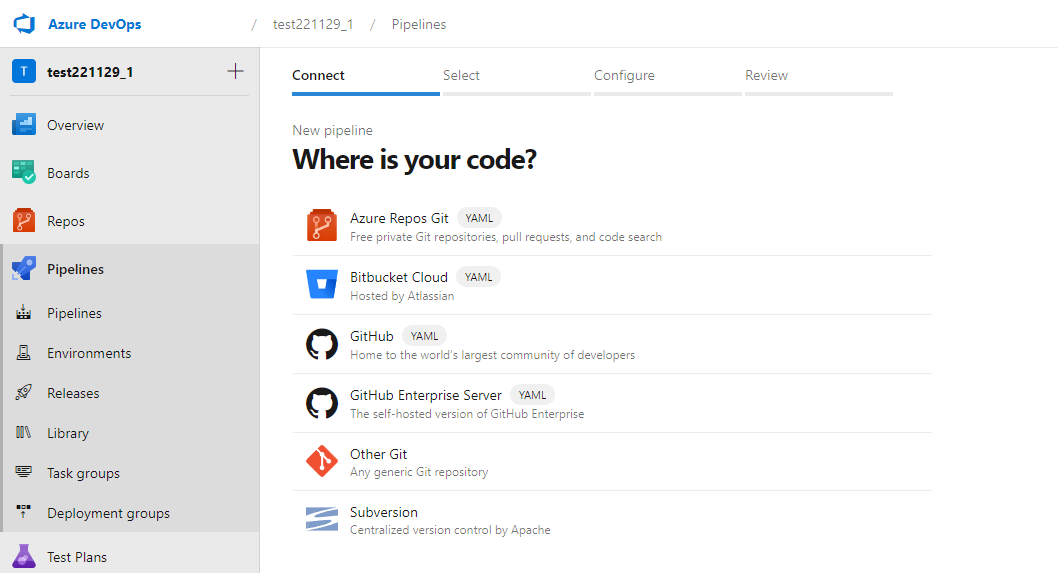 Azure DevOps / test221129_1 / Pipelines
T test221129_1 +
Overview
Boards
Repos
Pipelines
Pipelines
Environments
Releases
Library
Task groups
Deployment groups
Test Plans
Connect Select Configure Review
New pipeline
Where is your code?
Azure Repos Git YAML
Free private Git repositories, pull requests, and code search
Bitbucket Cloud YAML
Hosted by Atlassian
GitHub YAML
Home to the world's largest community of developers
GitHub Enterprise Server YAML
The self-hosted version of GitHub Enterprise
Other Git
Any generic Git repository
Subversion
Centralized version control by Apache